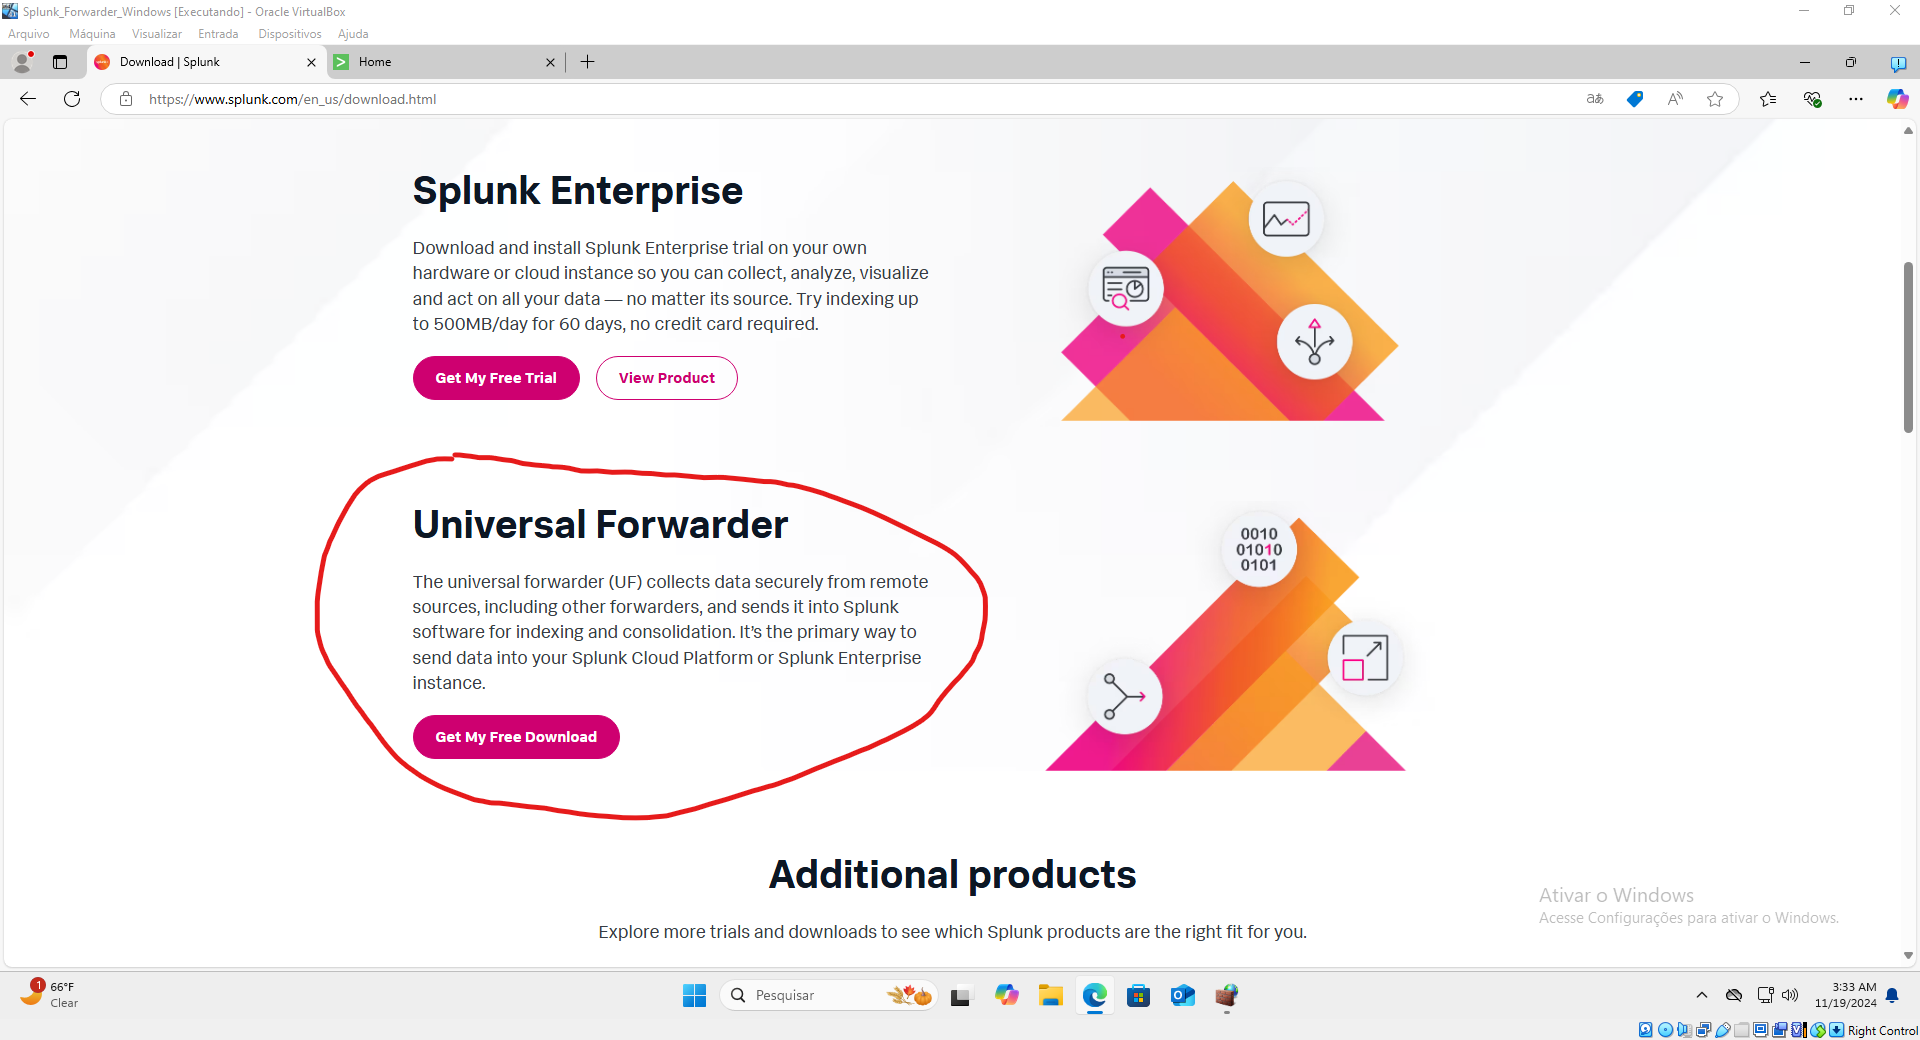 Splunk_Forwarder_Windows [Executando] - Oracle VirtualBox
Arquivo Máquina Visualizar Entrada Dispositivos Ajuda
Download | Splunk
Home
https://www.splunk.com/en_us/download.html
Splunk Enterprise
Download and install Splunk Enterprise trial on your own
hardware or cloud instance so you can collect, analyze, visualize
and act on all your data — no matter its source. Try indexing up
to 500MB/day for 60 days, no credit card required.
Get My Free Trial
View Product
Universal Forwarder
The universal forwarder (UF) collects data securely from remote
sources, including other forwarders, and sends it into Splunk
software for indexing and consolidation. It's the primary way to
send data into your Splunk Cloud Platform or Splunk Enterprise
instance.
Get My Free Download
0010
01010
0101
Additional products
Explore more trials and downloads to see which Splunk products are the right fit for you.
Ativar o Windows
Acesse Configurações para ativar o Windows.
1
66°F
Clear
Pesquisar
3:33 AM
11/19/2024
Right Control